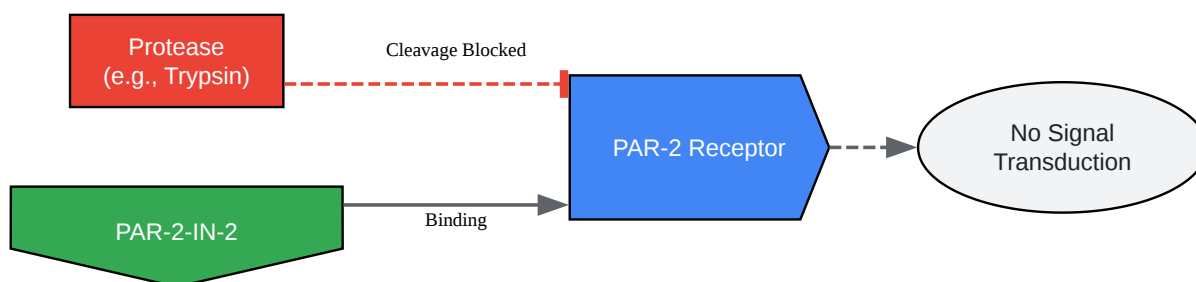 Protease
(e.g., Trypsin)
Cleavage Blocked
PAR-2 Receptor
No Signal
Transduction
PAR-2-IN-2
Binding